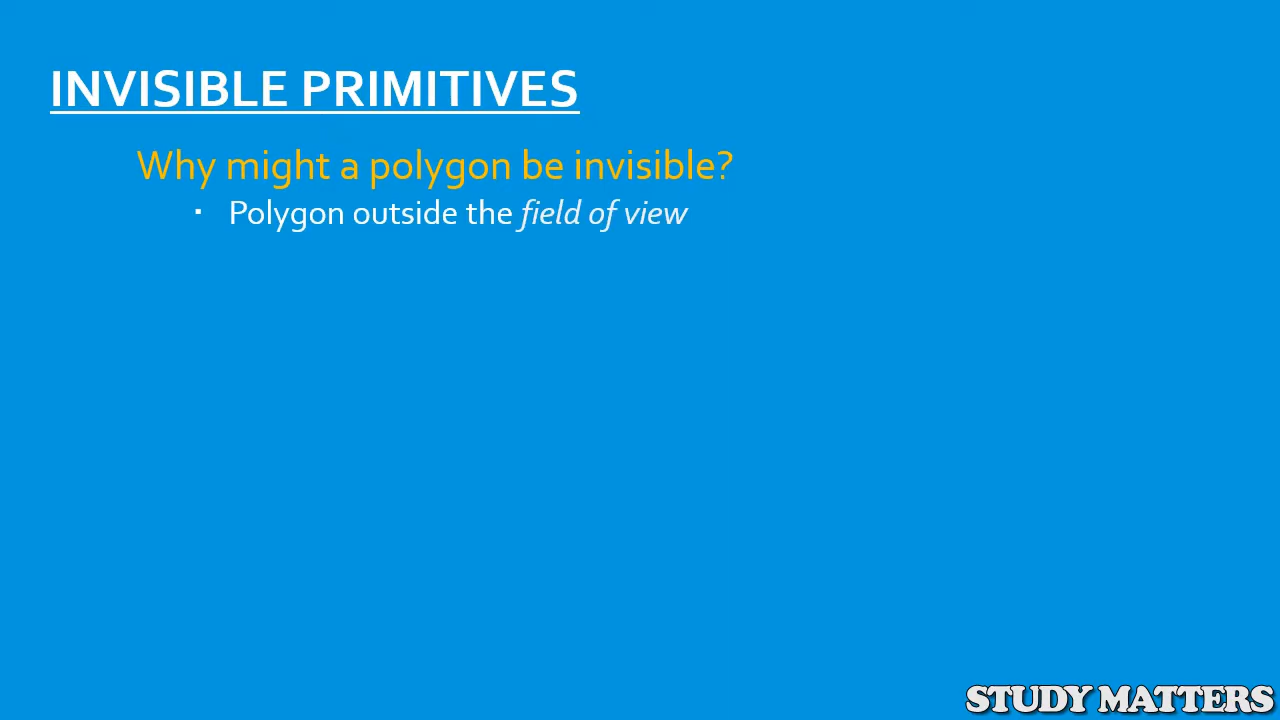 INVISIBLE PRIMITIVES
Why might a polygon be invisible?
▪ Polygon outside the field of view
STUDY MATTERS